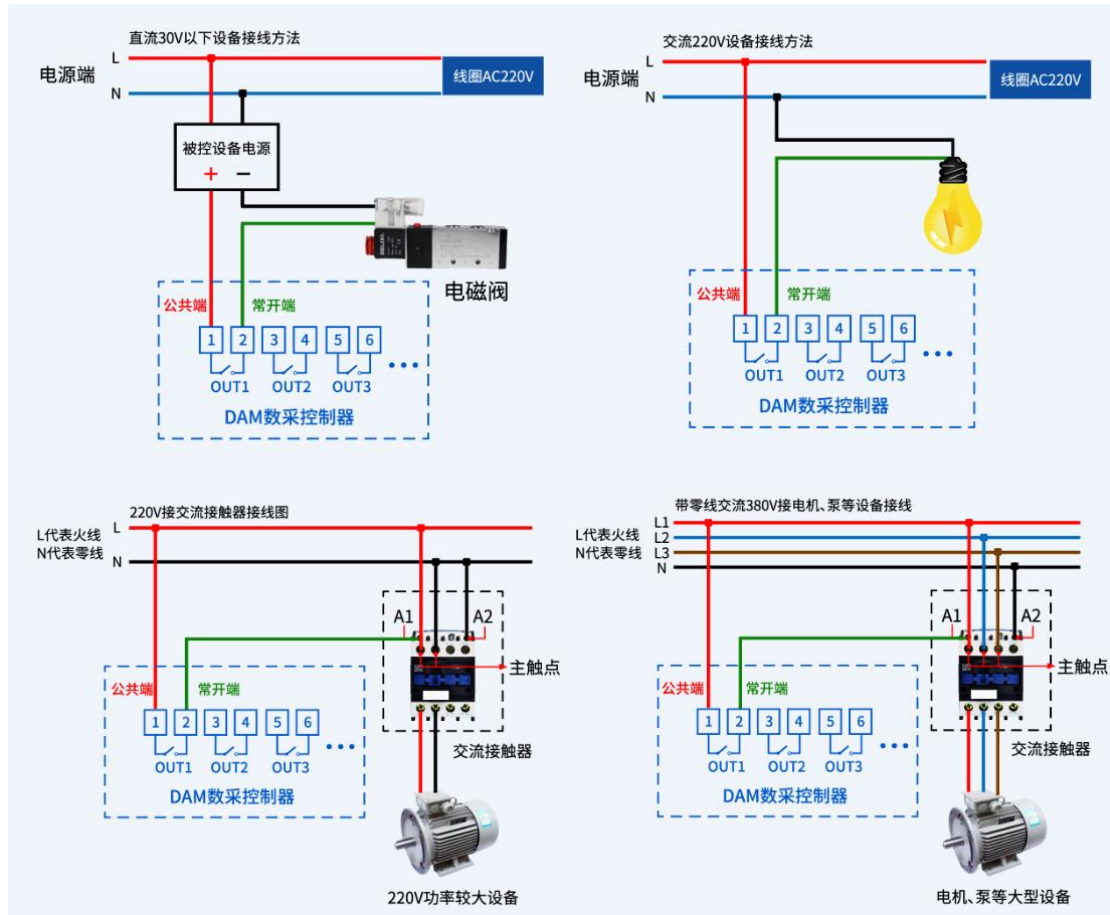 直流30V以下设备接线方法
L
电源端
N
线圈AC220V
被控设备电源
+ −
电磁阀
公共端
常开端
1 2 3 4 5 6
OUT1 OUT2 OUT3
DAM数采控制器
交流220V设备接线方法
L
电源端
N
线圈AC220V
公共端
常开端
1 2 3 4 5 6
OUT1 OUT2 OUT3
DAM数采控制器
220V接交流接触器接线图
L代表火线
L
N代表零线
N
A1
A2
主触点
公共端
常开端
1 2 3 4 5 6
OUT1 OUT2 OUT3
DAM数采控制器
交流接触器
220V功率较大设备
带零线交流380V接电机、泵等设备接线
L1
L代表火线
L2
N代表零线
L3
N
A1
A2
主触点
公共端
常开端
1 2 3 4 5 6
OUT1 OUT2 OUT3
DAM数采控制器
交流接触器
电机、泵等大型设备